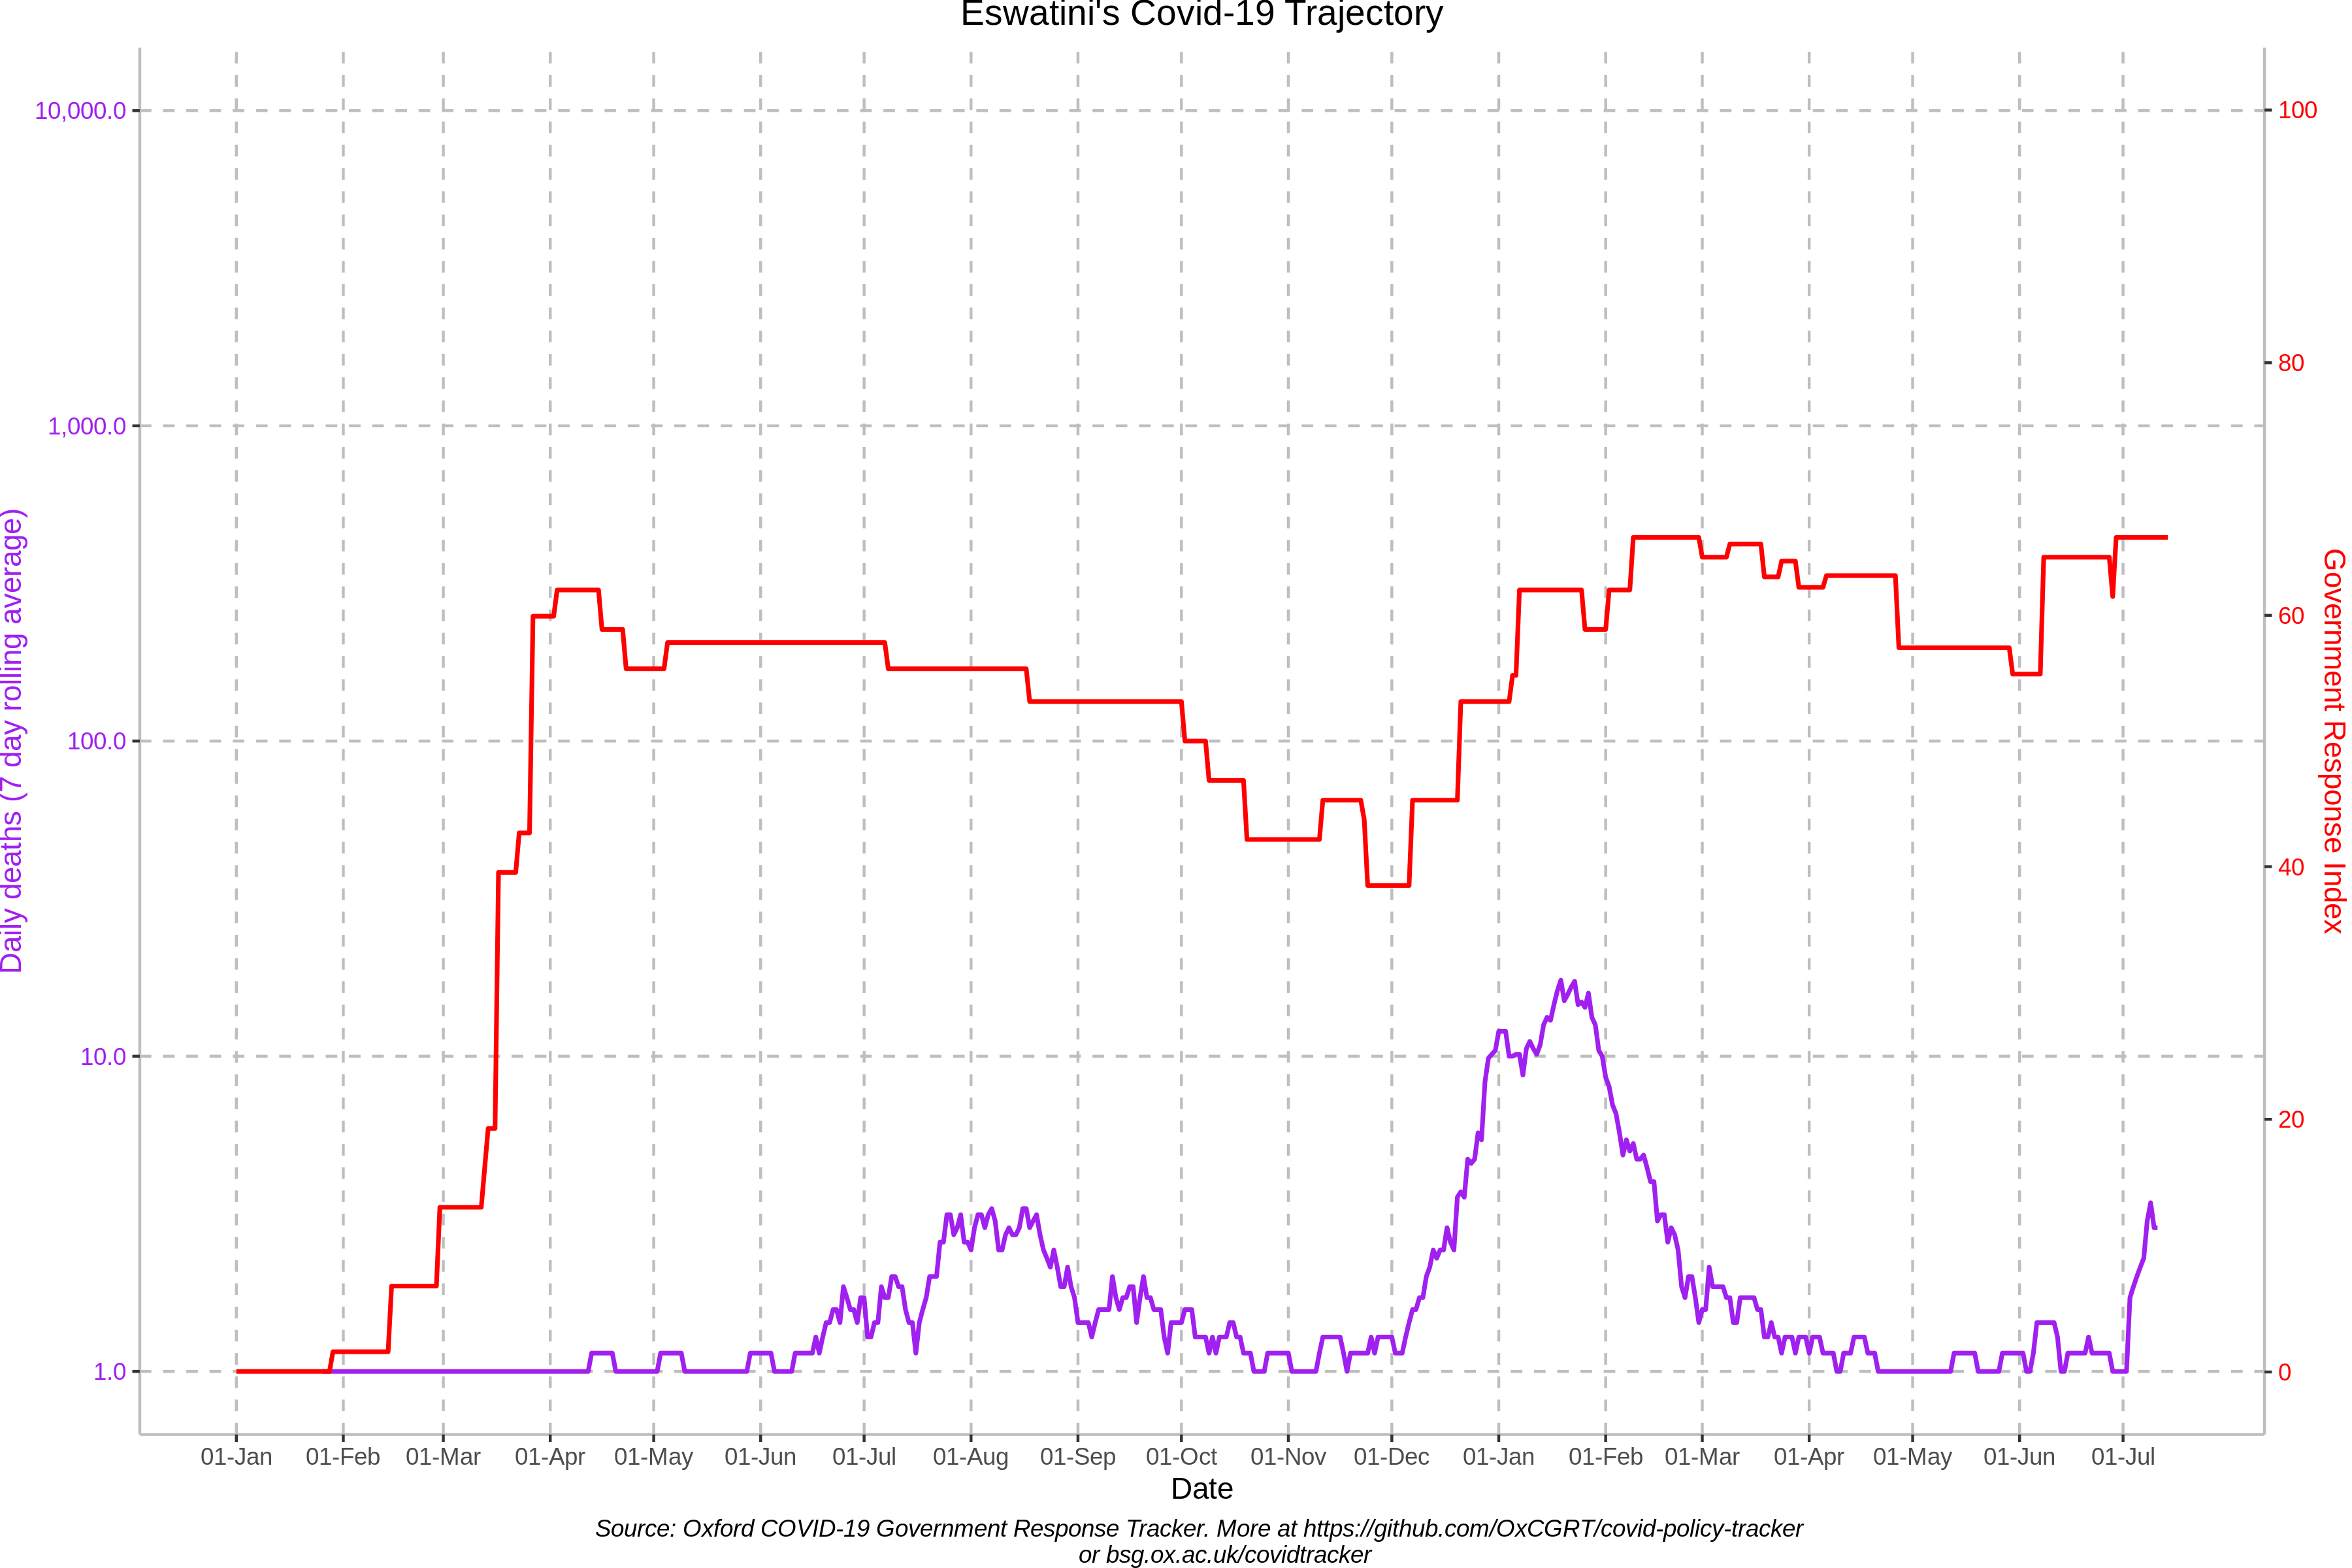 Eswatini's Covid-19 Trajectory
Daily deaths (7 day rolling average)
10,000.0
1,000.0
100.0
10.0
1.0
100
80
60
40
20
0
Government Response Index
01-Jan 01-Feb 01-Mar 01-Apr 01-May 01-Jun 01-Jul 01-Aug 01-Sep 01-Oct 01-Nov 01-Dec 01-Jan 01-Feb 01-Mar 01-Apr 01-May 01-Jun 01-Jul
Date
Source: Oxford COVID-19 Government Response Tracker. More at https://github.com/OxCGRT/covid-policy-tracker
or bsg.ox.ac.uk/covidtracker